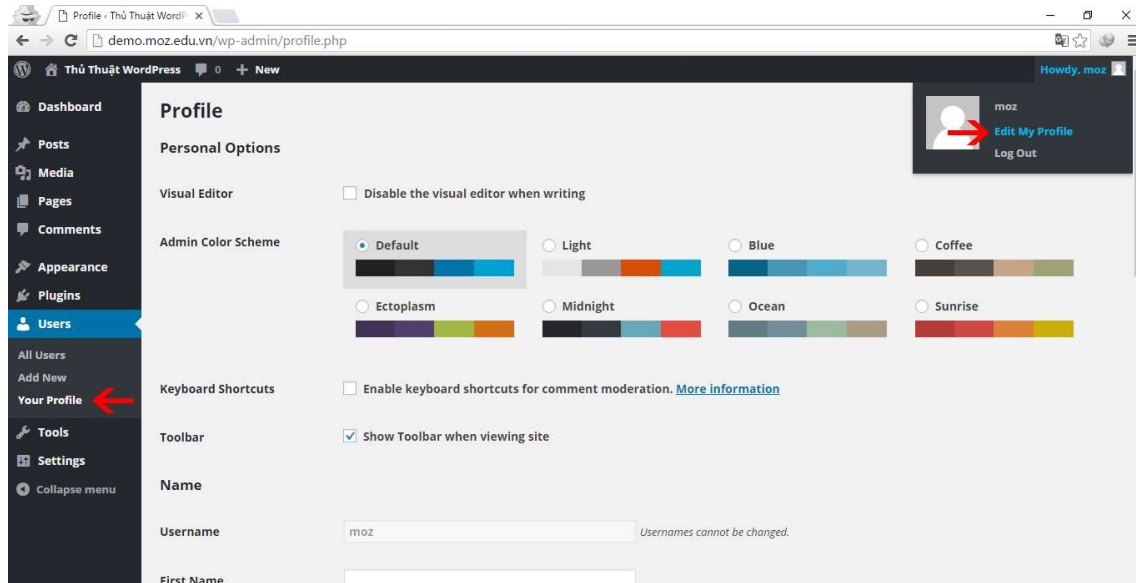 Profile ‹ Thủ Thuật WordP
demo.moz.edu.vn/wp-admin/profile.php
Thủ Thuật WordPress 0 + New Howdy, moz
moz
Edit My Profile
Log Out
Dashboard
Posts
Media
Pages
Comments
Appearance
Plugins
Users
All Users
Add New
Your Profile
Tools
Settings
Collapse menu
Profile
Personal Options
Visual Editor Disable the visual editor when writing
Admin Color Scheme Default Light Blue Coffee
Ectoplasm Midnight Ocean Sunrise
Keyboard Shortcuts Enable keyboard shortcuts for comment moderation. More information
Toolbar Show Toolbar when viewing site
Name
Username moz Usernames cannot be changed.
First Name